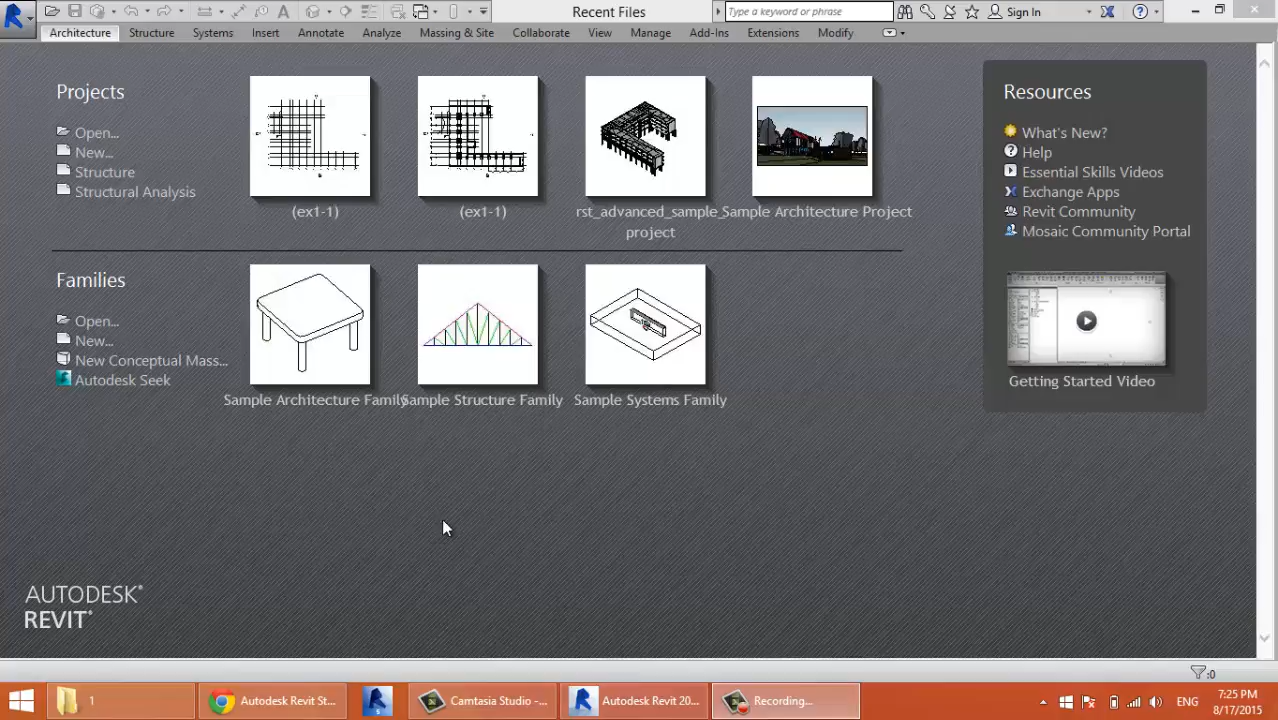 Recent Files
Type a keyword or phrase
Sign In
Architecture
Structure
Systems
Insert
Annotate
Analyze
Massing & Site
Collaborate
View
Manage
Add-Ins
Extensions
Modify
Projects
Open...
New...
Structure
Structural Analysis
(ex1-1)
(ex1-1)
rst_advanced_sample_
project
Sample Architecture Project
Families
Open...
New...
New Conceptual Mass...
Autodesk Seek
Sample Architecture Family
Sample Structure Family
Sample Systems Family
Resources
What's New?
Help
Essential Skills Videos
Exchange Apps
Revit Community
Mosaic Community Portal
Getting Started Video
AUTODESK®
REVIT®
:0
1
Autodesk Revit St...
Camtasia Studio -...
Autodesk Revit 20...
Recording...
ENG
7:25 PM
8/17/2015